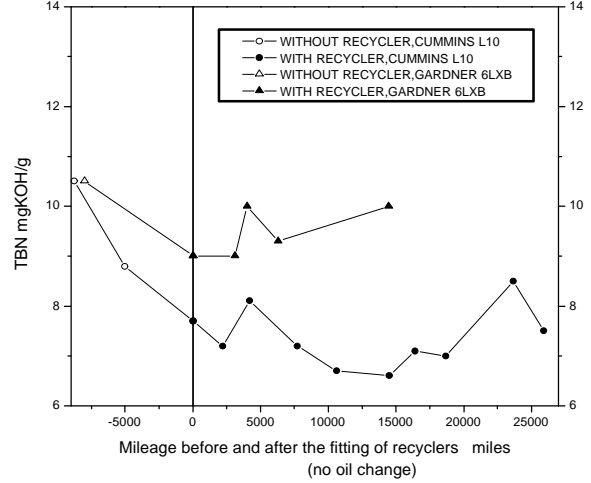 14
14
WITHOUT RECYCLER,CUMMINS L10
WITH RECYCLER,CUMMINS L10
WITHOUT RECYCLER,GARDNER 6LXB
WITH RECYCLER,GARDNER 6LXB
12
12
TBN mgKOH/g
10
10
8
8
6
6
-5000 0 5000 10000 15000 20000 25000
Mileage before and after the fitting of recyclers miles
(no oil change)